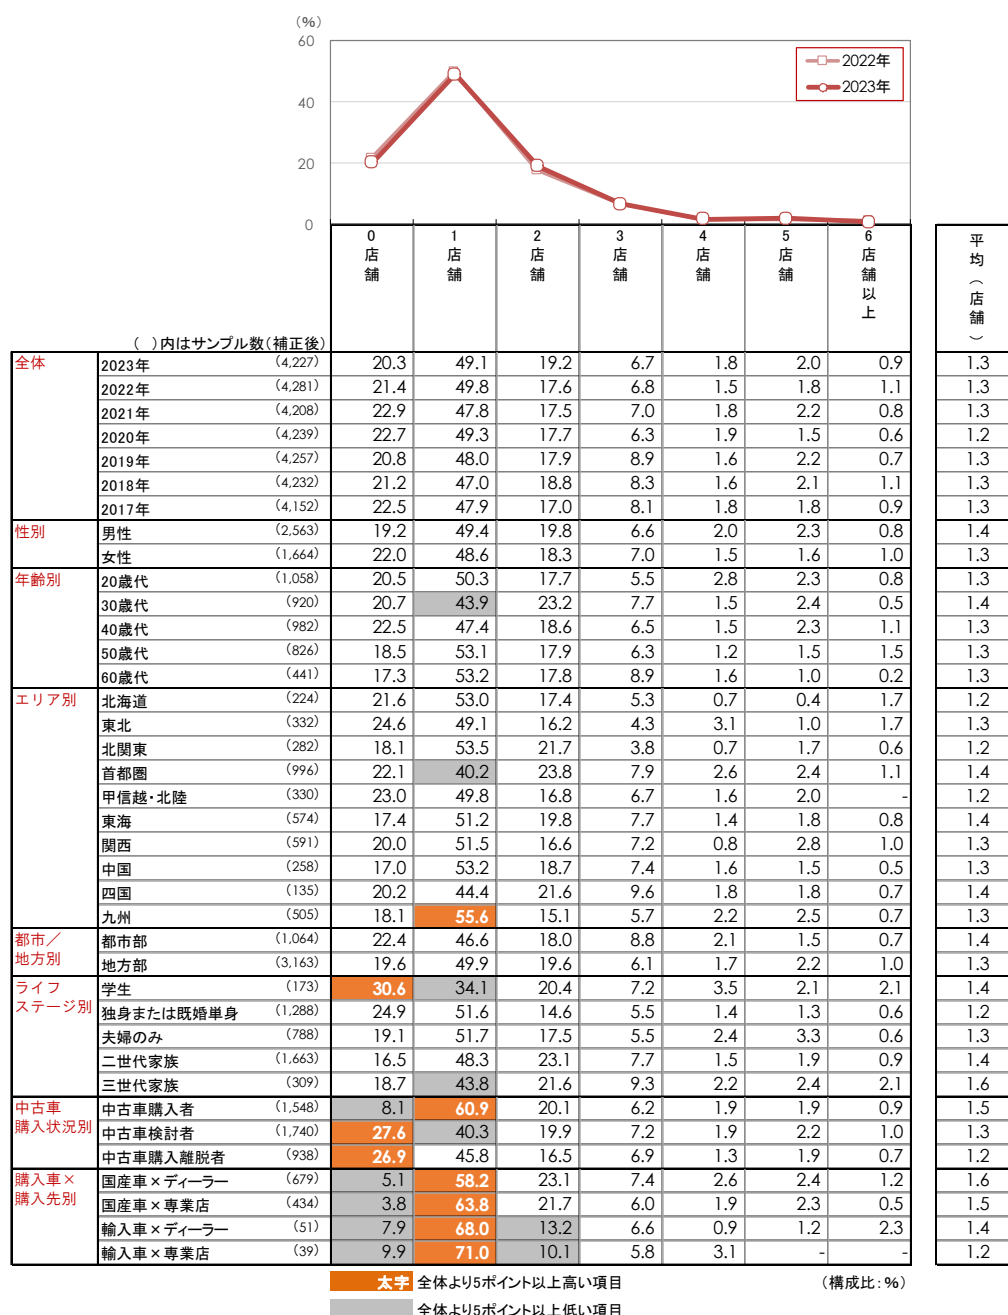 (%)
60
40
20
0
2022年
2023年
0店舗 1店舗 2店舗 3店舗 4店舗 5店舗 6店舗以上 平均(店舗)
( )内はサンプル数(補正後)
全体 2023年 (4,227) 20.3 49.1 19.2 6.7 1.8 2.0 0.9 1.3
2022年 (4,281) 21.4 49.8 17.6 6.8 1.5 1.8 1.1 1.3
2021年 (4,208) 22.9 47.8 17.5 7.0 1.8 2.2 0.8 1.3
2020年 (4,239) 22.7 49.3 17.7 6.3 1.9 1.5 0.6 1.2
2019年 (4,257) 20.8 48.0 17.9 8.9 1.6 2.2 0.7 1.3
2018年 (4,232) 21.2 47.0 18.8 8.3 1.6 2.1 1.1 1.3
2017年 (4,152) 22.5 47.9 17.0 8.1 1.8 1.8 0.9 1.3
性別 男性 (2,563) 19.2 49.4 19.8 6.6 2.0 2.3 0.8 1.4
女性 (1,664) 22.0 48.6 18.3 7.0 1.5 1.6 1.0 1.3
年齢別 20歳代 (1,058) 20.5 50.3 17.7 5.5 2.8 2.3 0.8 1.3
30歳代 (920) 20.7 43.9 23.2 7.7 1.5 2.4 0.5 1.4
40歳代 (982) 22.5 47.4 18.6 6.5 1.5 2.3 1.1 1.3
50歳代 (826) 18.5 53.1 17.9 6.3 1.2 1.5 1.5 1.3
60歳代 (441) 17.3 53.2 17.8 8.9 1.6 1.0 0.2 1.3
エリア別 北海道 (224) 21.6 53.0 17.4 5.3 0.7 0.4 1.7 1.2
東北 (332) 24.6 49.1 16.2 4.3 3.1 1.0 1.7 1.3
北関東 (282) 18.1 53.5 21.7 3.8 0.7 1.7 0.6 1.2
首都圏 (996) 22.1 40.2 23.8 7.9 2.6 2.4 1.1 1.4
甲信越・北陸 (330) 23.0 49.8 16.8 6.7 1.6 2.0 - 1.2
東海 (574) 17.4 51.2 19.8 7.7 1.4 1.8 0.8 1.4
関西 (591) 20.0 51.5 16.6 7.2 0.8 2.8 1.0 1.3
中国 (258) 17.0 53.2 18.7 7.4 1.6 1.5 0.5 1.3
四国 (135) 20.2 44.4 21.6 9.6 1.8 1.8 0.7 1.4
九州 (505) 18.1 55.6 15.1 5.7 2.2 2.5 0.7 1.3
都市/地方別 都市部 (1,064) 22.4 46.6 18.0 8.8 2.1 1.5 0.7 1.4
地方部 (3,163) 19.6 49.9 19.6 6.1 1.7 2.2 1.0 1.3
ライフステージ別 学生 (173) 30.6 34.1 20.4 7.2 3.5 2.1 2.1 1.4
独身または既婚単身 (1,288) 24.9 51.6 14.6 5.5 1.4 1.3 0.6 1.2
夫婦のみ (788) 19.1 51.7 17.5 5.5 2.4 3.3 0.6 1.3
二世代家族 (1,663) 16.5 48.3 23.1 7.7 1.5 1.9 0.9 1.4
三世代家族 (309) 18.7 43.8 21.6 9.3 2.2 2.4 2.1 1.6
中古車購入状況別 中古車購入者 (1,548) 8.1 60.9 20.1 6.2 1.9 1.9 0.9 1.5
中古車検討者 (1,740) 27.6 40.3 19.9 7.2 1.9 2.2 1.0 1.3
中古車購入離脱者 (938) 26.9 45.8 16.5 6.9 1.3 1.9 0.7 1.2
購入車×購入先別 国産車×ディーラー (679) 5.1 58.2 23.1 7.4 2.6 2.4 1.2 1.6
国産車×専業店 (434) 3.8 63.8 21.7 6.0 1.9 2.3 0.5 1.5
輸入車×ディーラー (51) 7.9 68.0 13.2 6.6 0.9 1.2 2.3 1.4
輸入車×専業店 (39) 9.9 71.0 10.1 5.8 3.1 - - 1.2
太字 全体より5ポイント以上高い項目 (構成比:%)
全体より5ポイント以上低い項目